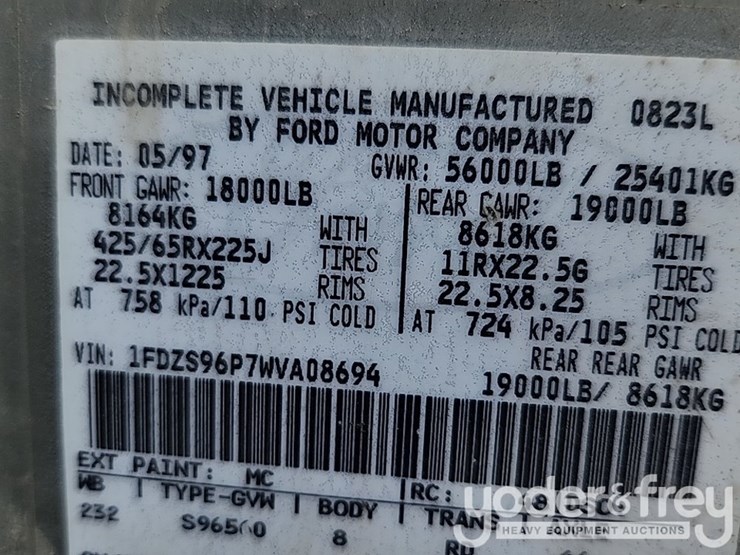 INCOMPLETE VEHICLE MANUFACTURED 0823L
BY FORD MOTOR COMPANY
DATE: 05/97 GVWR: 56000LB / 25401KG
FRONT GAWR: 18000LB REAR GAWR: 19000LB
8164KG WITH 8618KG WITH
425/65RX225J TIRES 11RX22.5G TIRES
22.5X1225 RIMS 22.5X8.25 RIMS
AT 758 kPa/110 PSI COLD AT 724 kPa/105 PSI COLD
VIN: 1FDZS96P7WVA08694 REAR REAR GAWR
19000LB/ 8618KG
EXT PAINT: MC RC:
WB TYPE-GVW BODY TRANS
232 8
yoder&frey
HEAVY EQUIPMENT AUCTIONS